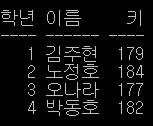 학년 이름 키
---- ------ ----
1 김주현 179
2 노정호 184
3 오나라 177
4 박동호 182